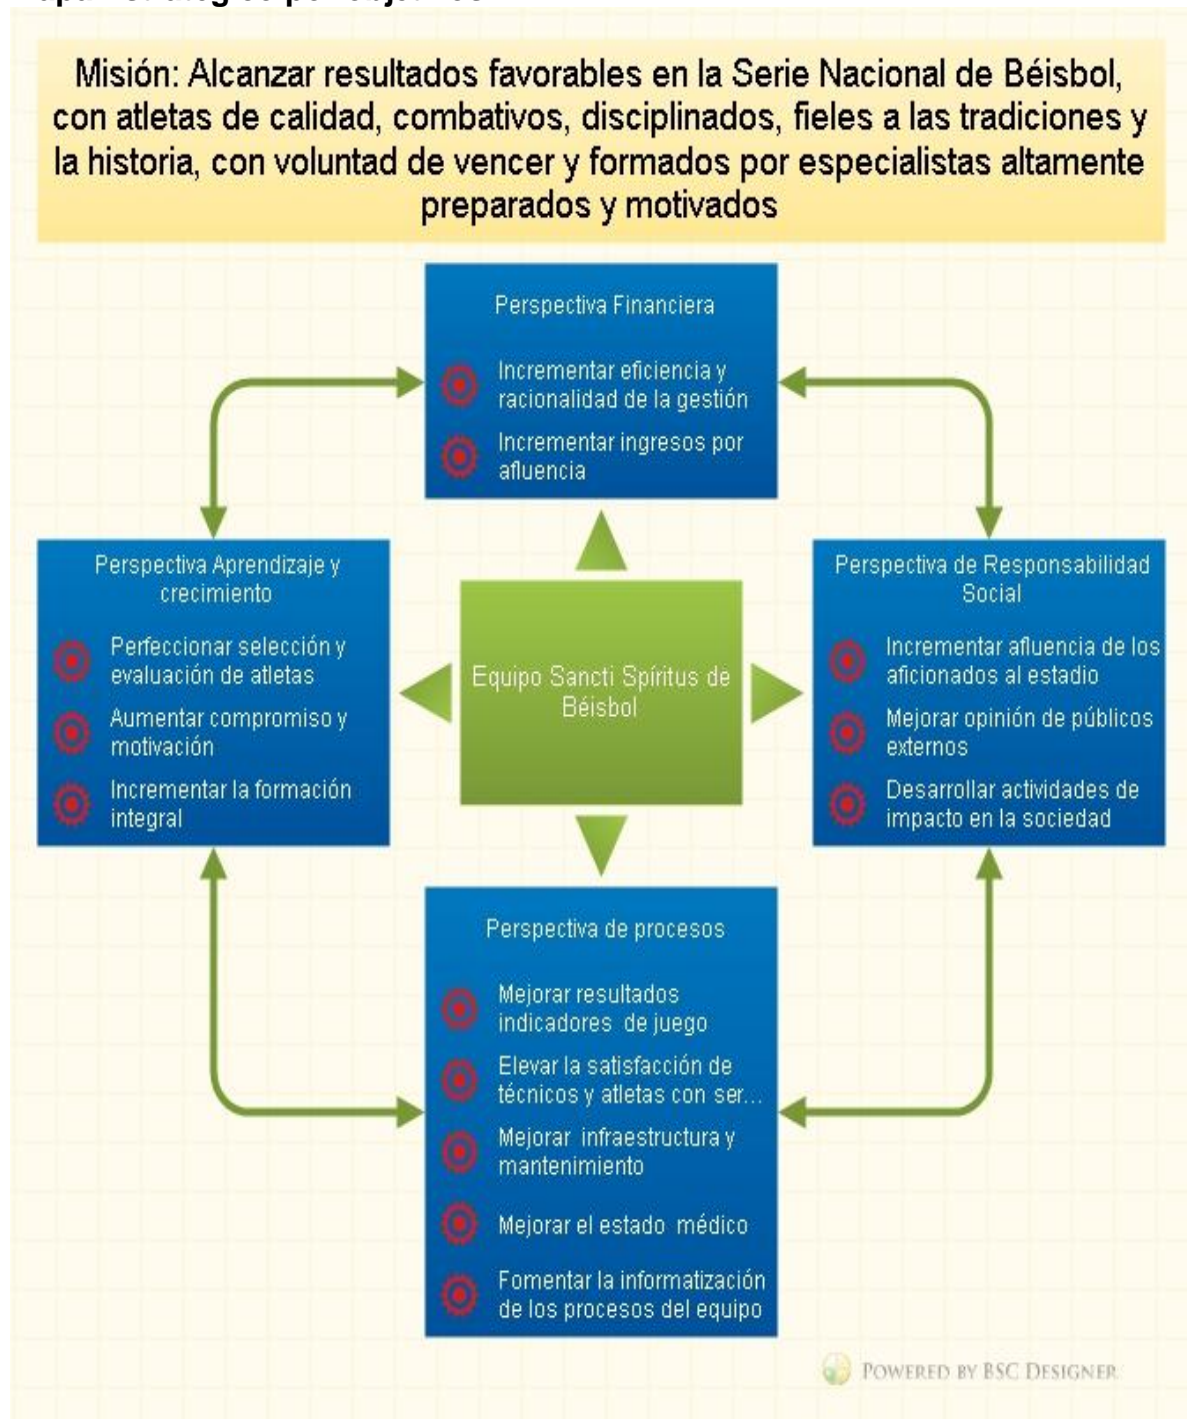 Misión: Alcanzar resultados favorables en la Serie Nacional de Béisbol,
con atletas de calidad, combativos, disciplinados, fieles a las tradiciones y
la historia, con voluntad de vencer y formados por especialistas altamente
preparados y motivados
Perspectiva Financiera
Incrementar eficiencia y
racionalidad de la gestión
Incrementar ingresos por
afluencia
Perspectiva Aprendizaje y
crecimiento
Perfeccionar selección y
evaluación de atletas
Aumentar compromiso y
motivación
Incrementar la formación
integral
Equipo Sancti Spíritus de
Béisbol
Perspectiva de Responsabilidad
Social
Incrementar afluencia de los
aficionados al estadio
Mejorar opinión de públicos
externos
Desarrollar actividades de
impacto en la sociedad
Perspectiva de procesos
Mejorar resultados
indicadores de juego
Elevar la satisfacción de
técnicos y atletas con ser...
Mejorar infraestructura y
mantenimiento
Mejorar el estado médico
Fomentar la informatización
de los procesos del equipo
POWERED BY BSC DESIGNER